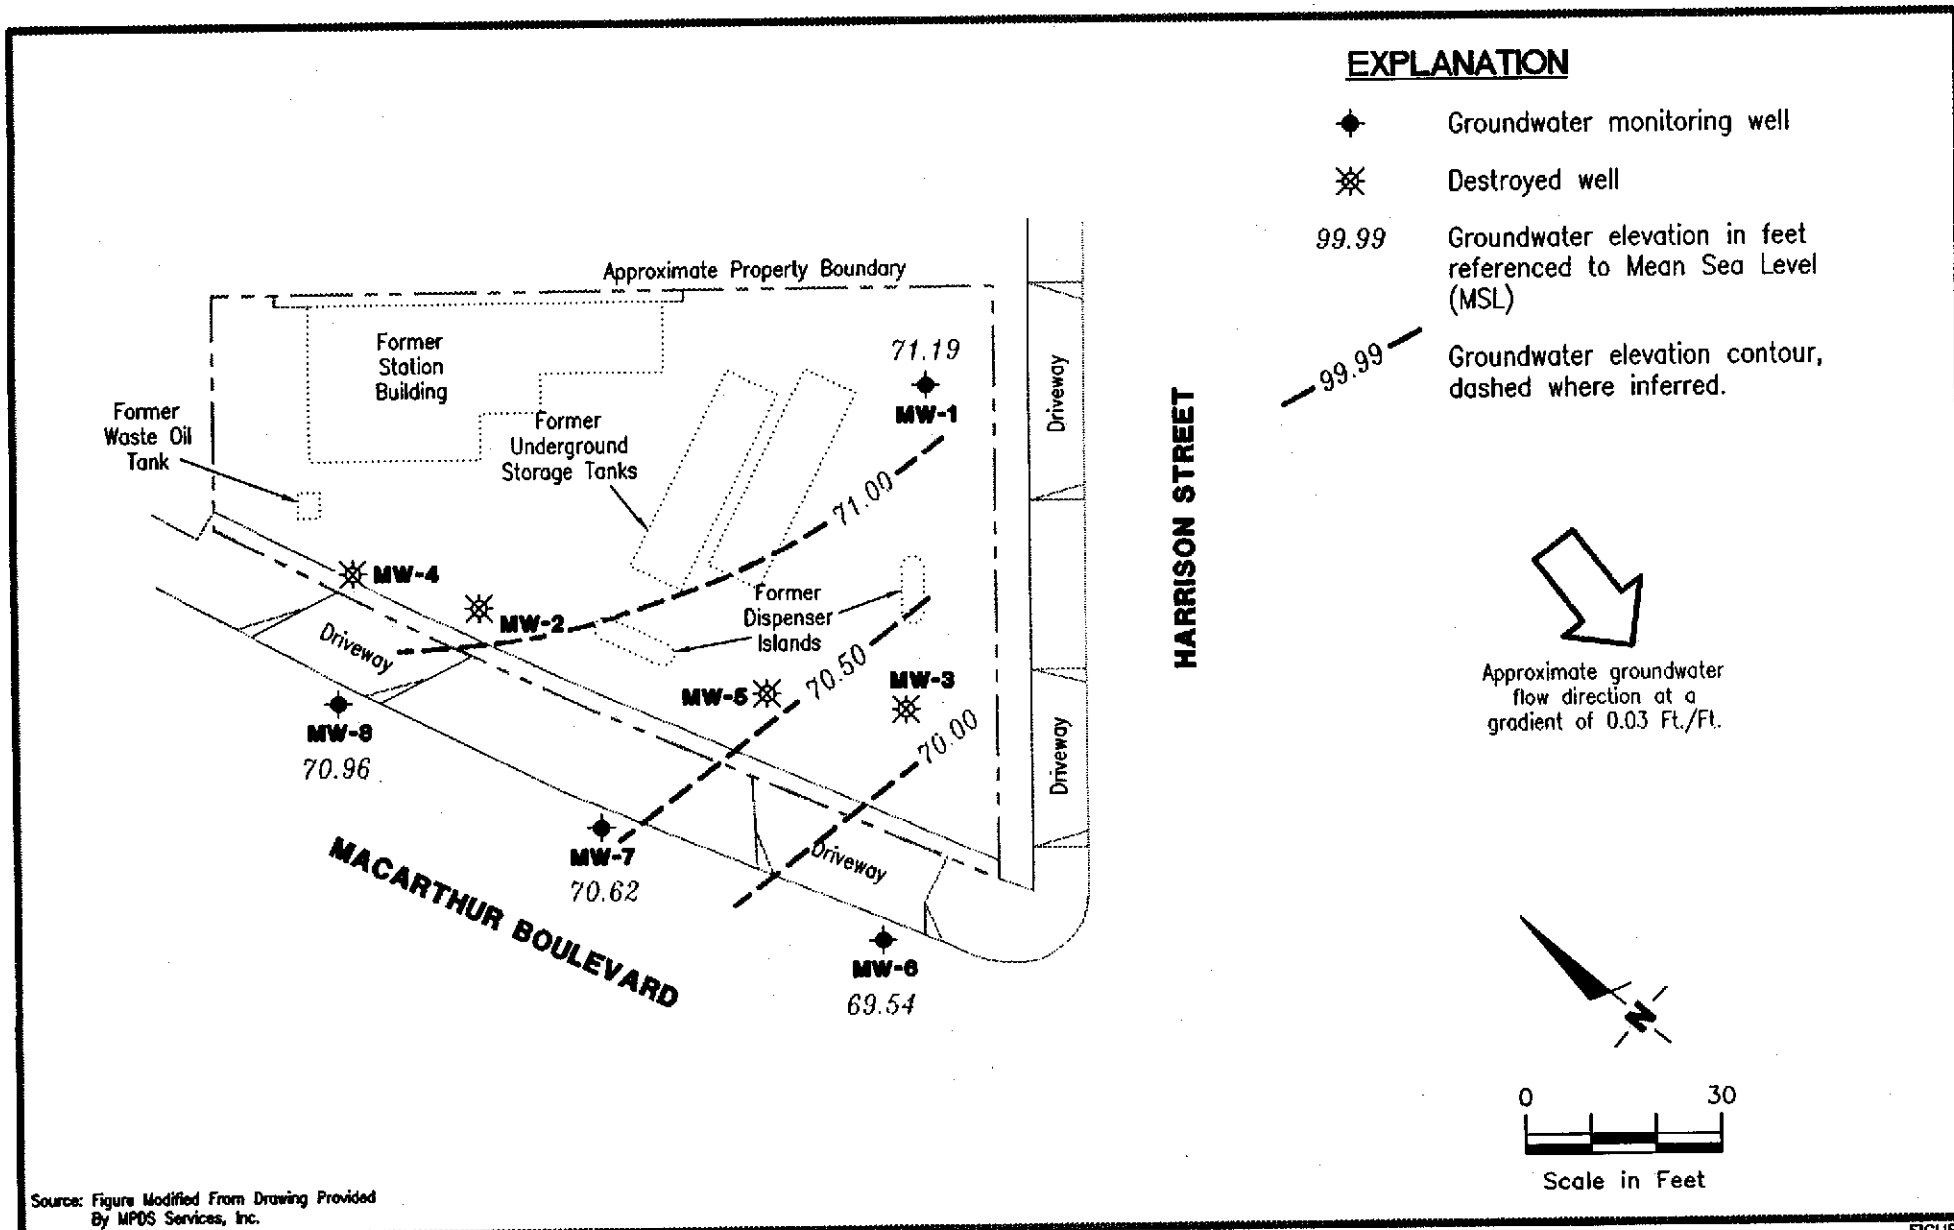 EXPLANATION
Groundwater monitoring well
Destroyed well
99.99
Groundwater elevation in feet
referenced to Mean Sea Level
(MSL)
99.99
Groundwater elevation contour,
dashed where inferred.
Approximate Property Boundary
Former
Station
Building
71.19
MW-1
Driveway
Former
Waste Oil
Tank
Former
Underground
Storage Tanks
71.00
HARRISON STREET
MW-4
MW-2
Former
Dispenser
Islands
Driveway
70.50
MW-5
MW-3
70.00
Driveway
MW-8
70.96
MW-7
70.62
Driveway
MW-6
69.54
MACARTHUR BOULEVARD
Approximate groundwater
flow direction at a
gradient of 0.03 Ft./Ft.
N
0 30
Scale in Feet
Source: Figure Modified From Drawing Provided
By MPDS Services, Inc.